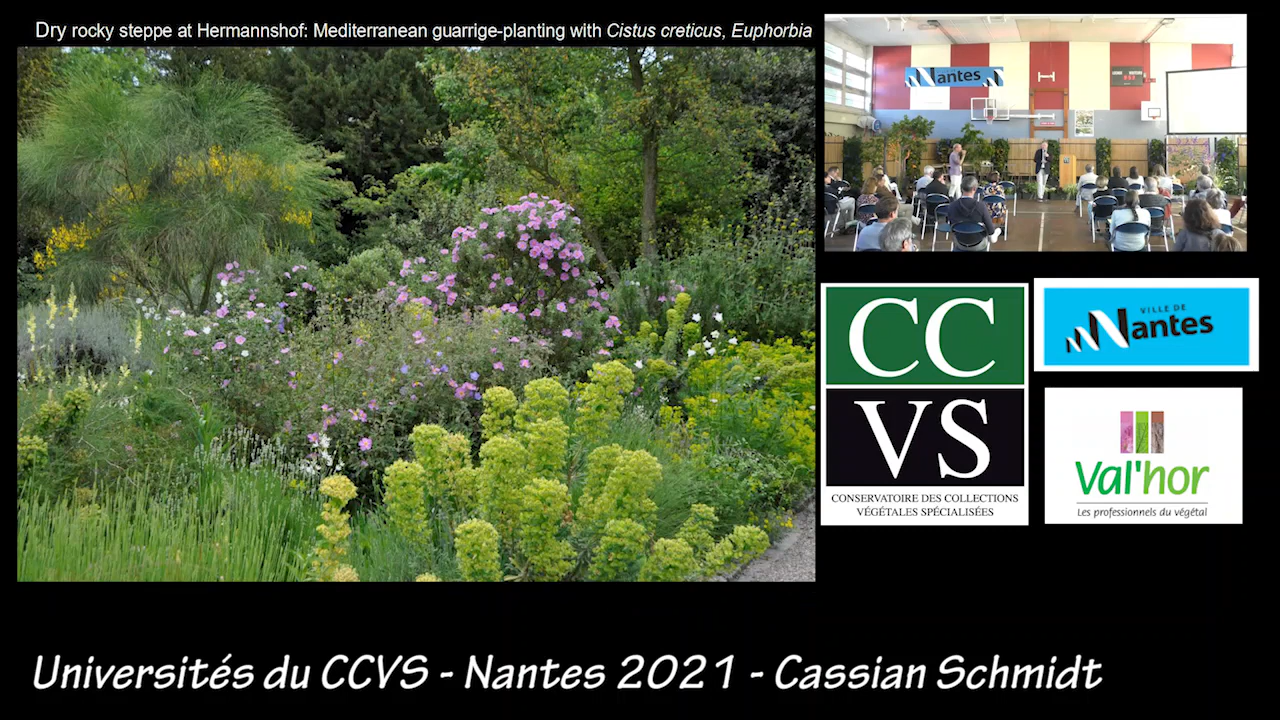 Dry rocky steppe at Hermannshof: Mediterranean guarrige-planting with Cistus creticus, Euphorbia
Nantes
CC
VS
CONSERVATOIRE DES COLLECTIONS
VÉGÉTALES SPÉCIALISÉES
VILLE DE
Nantes
Val'hor
Les professionnels du végétal
Universités du CCVS - Nantes 2021 - Cassian Schmidt